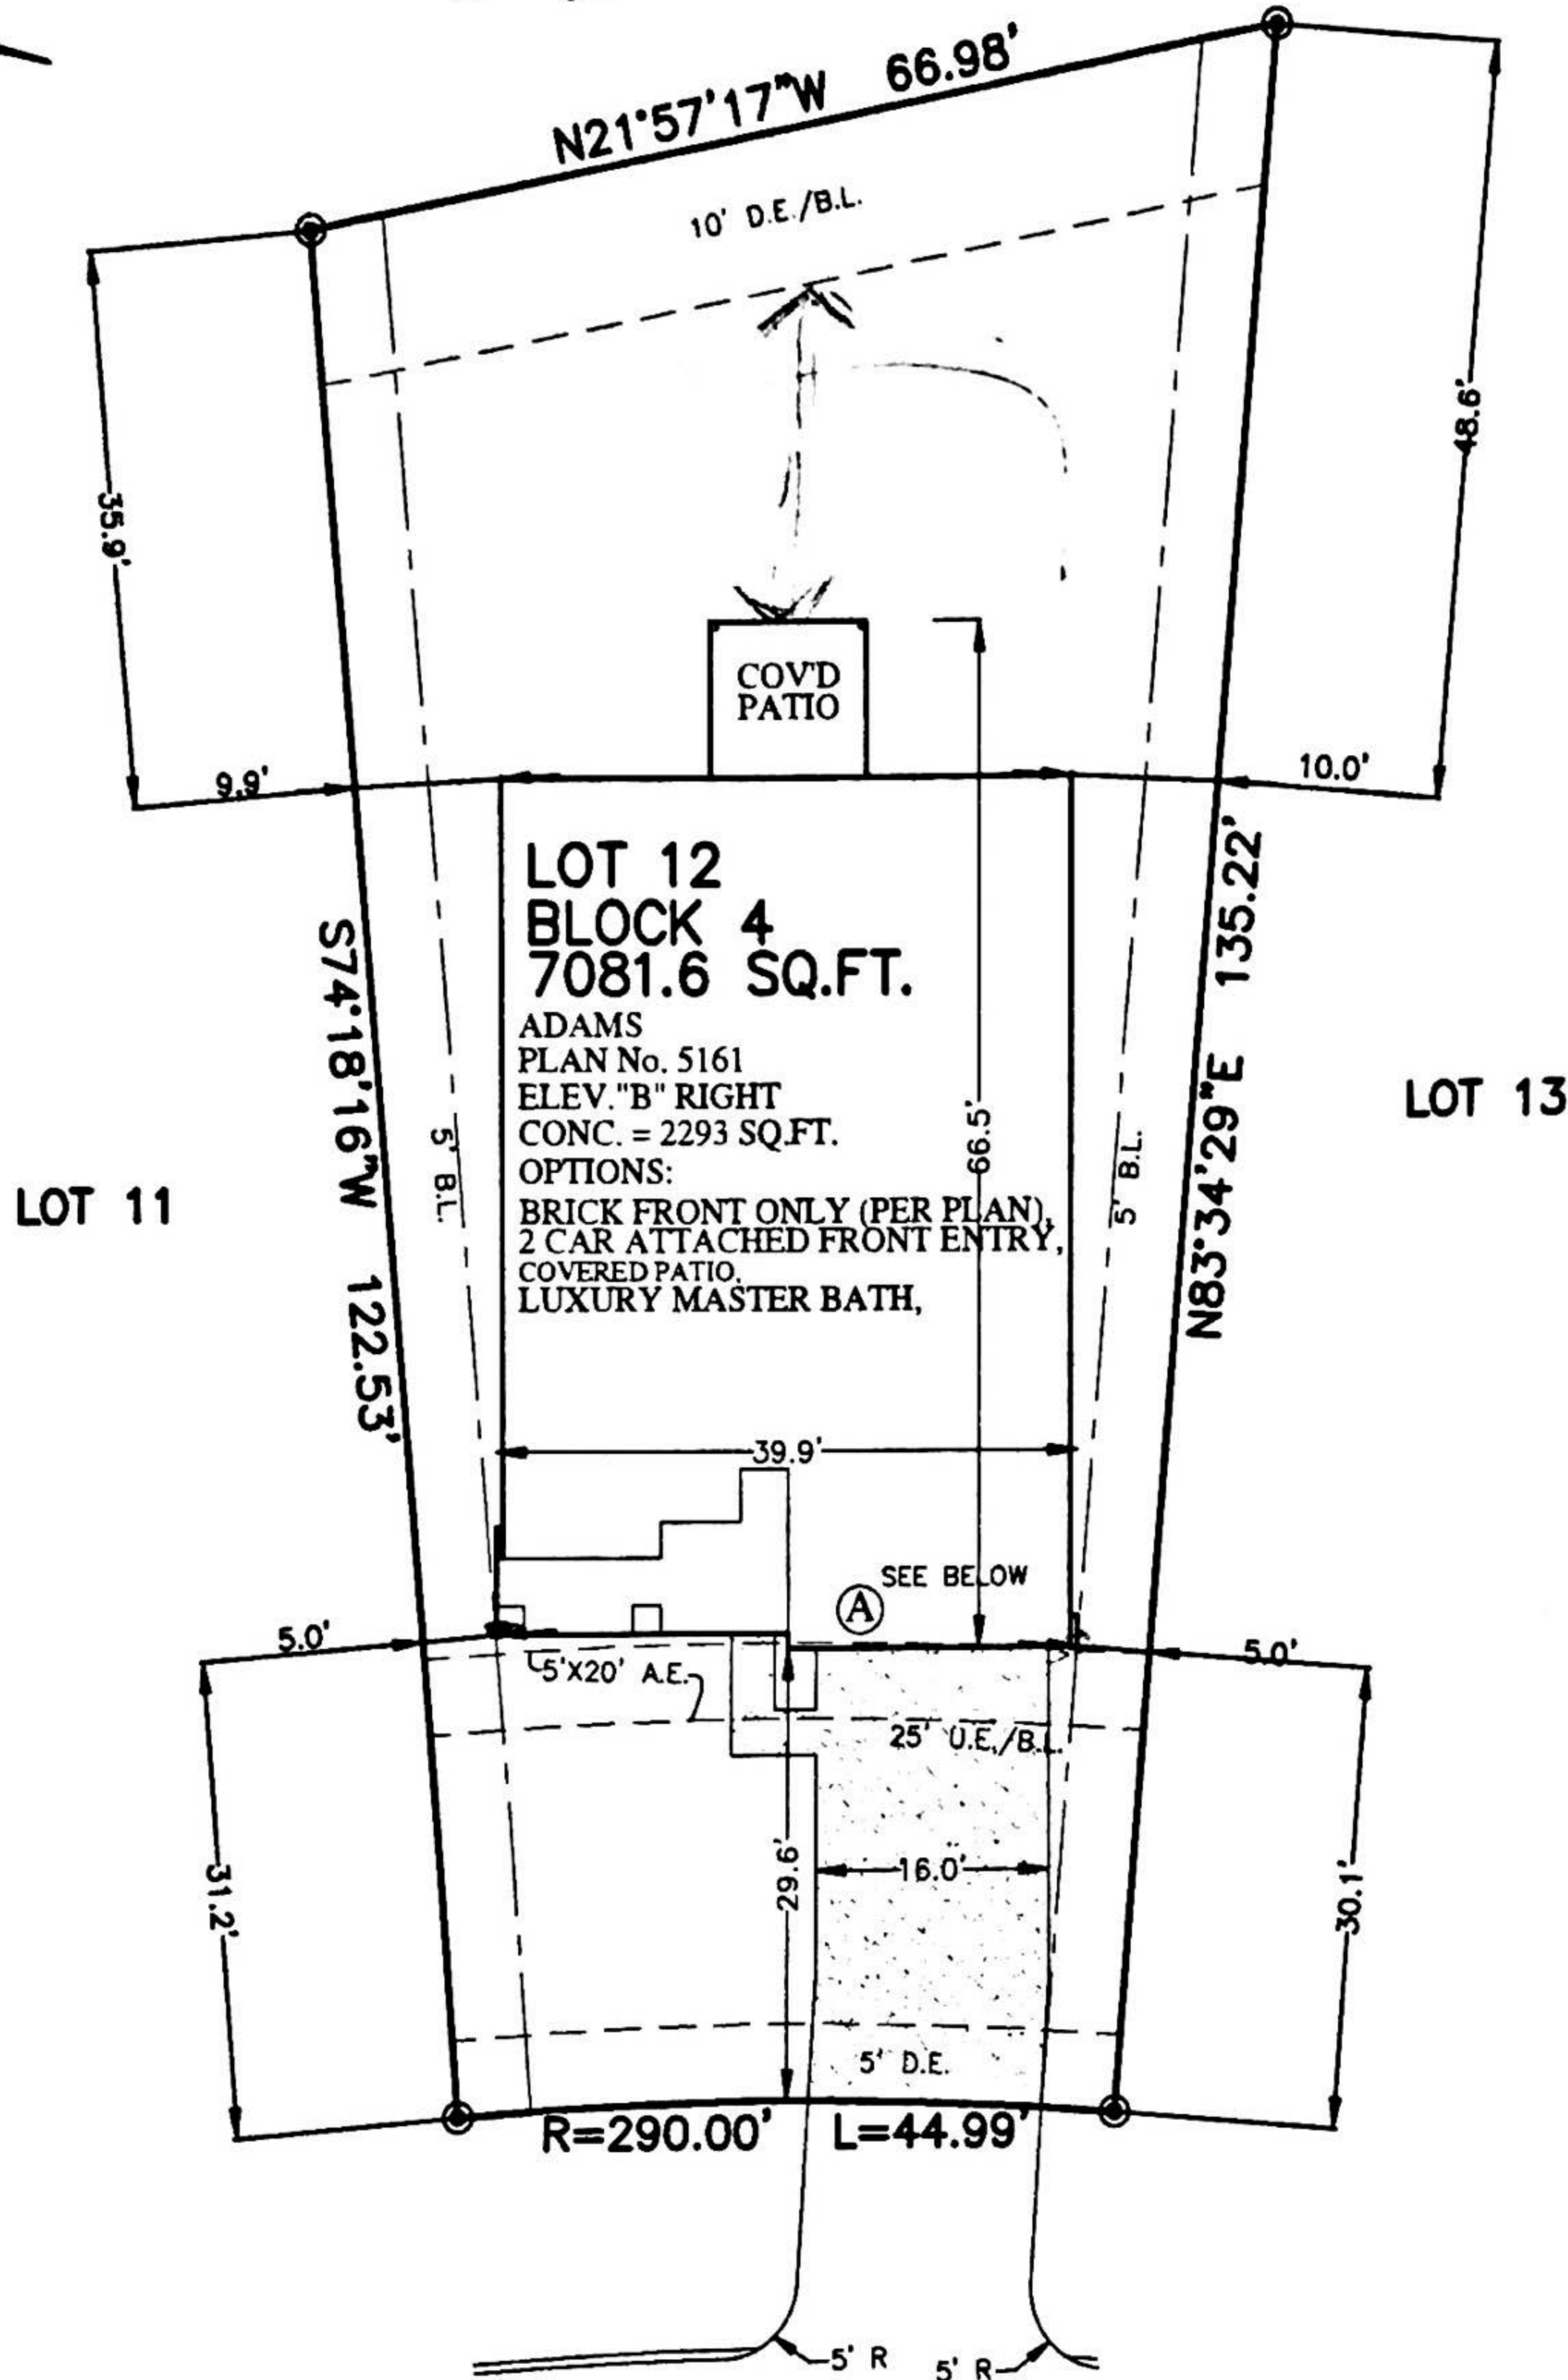 N21°57'17"W 66.98'
10' D.E./B.L.
35.9'
48.6'
COV'D
PATIO
9.9'
10.0'
LOT 12
BLOCK 4
7081.6 SQ.FT.
ADAMS
PLAN No. 5161
ELEV."B" RIGHT
CONC. = 2293 SQ.FT.
OPTIONS:
BRICK FRONT ONLY (PER PLAN),
2 CAR ATTACHED FRONT ENTRY,
COVERED PATIO,
LUXURY MASTER BATH,
S74°18'16"W 122.53'
N83°34'29"E 135.22'
5' B.L.
5' B.L.
66.5'
LOT 11
LOT 13
39.9'
SEE BELOW
A
5.0'
5.0'
5'X20' A.E.
25' U.E./B.L.
31.2'
29.6'
16.0'
30.1'
5' D.E.
R=290.00' L=44.99'
5' R
5' R